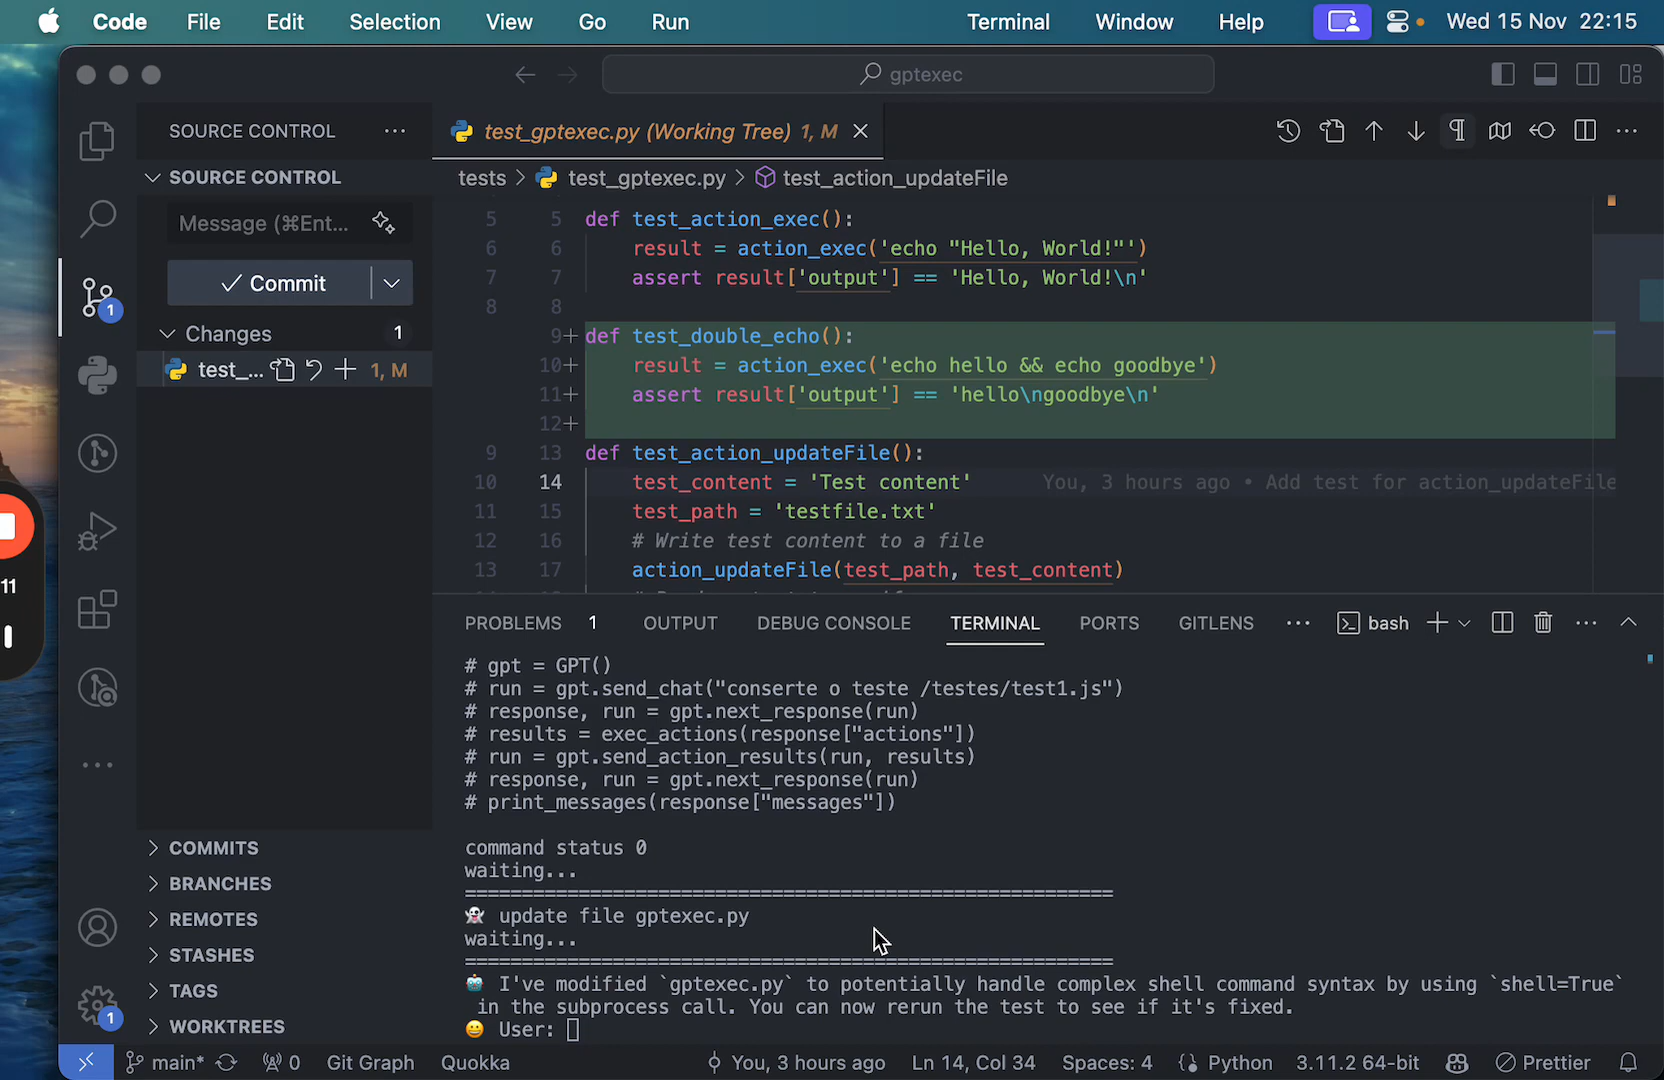 Code File Edit Selection View Go Run Terminal Window Help Wed 15 Nov 22:15
gptexec
SOURCE CONTROL
test_gptexec.py (Working Tree) 1, M
SOURCE CONTROL
tests > test_gptexec.py > test_action_updateFile
Message (⌘Ent...
Commit
Changes 1
test_... 1, M
1
5 5 def test_action_exec():
6 6 result = action_exec('echo "Hello, World!"')
7 7 assert result['output'] == 'Hello, World!\n'
8 8
9+ def test_double_echo():
10+ result = action_exec('echo hello && echo goodbye')
11+ assert result['output'] == 'hello\ngoodbye\n'
12+
9 13 def test_action_updateFile():
10 14 test_content = 'Test content' You, 3 hours ago • Add test for action_updateFile
11 15 test_path = 'testfile.txt'
12 16 # Write test content to a file
13 17 action_updateFile(test_path, test_content)
11
PROBLEMS 1 OUTPUT DEBUG CONSOLE TERMINAL PORTS GITLENS ... bash
# gpt = GPT()
# run = gpt.send_chat("conserte o teste /testes/test1.js")
# response, run = gpt.next_response(run)
# results = exec_actions(response["actions"])
# run = gpt.send_action_results(run, results)
# response, run = gpt.next_response(run)
# print_messages(response["messages"])
command status 0
waiting...
=========================================================
👻 update file gptexec.py
waiting...
=========================================================
🤖 I've modified `gptexec.py` to potentially handle complex shell command syntax by using `shell=True`
in the subprocess call. You can now rerun the test to see if it's fixed.
😀 User:
COMMITS
BRANCHES
REMOTES
STASHES
TAGS
WORKTREES
1
main* 0 Git Graph Quokka You, 3 hours ago Ln 14, Col 34 Spaces: 4 Python 3.11.2 64-bit Prettier